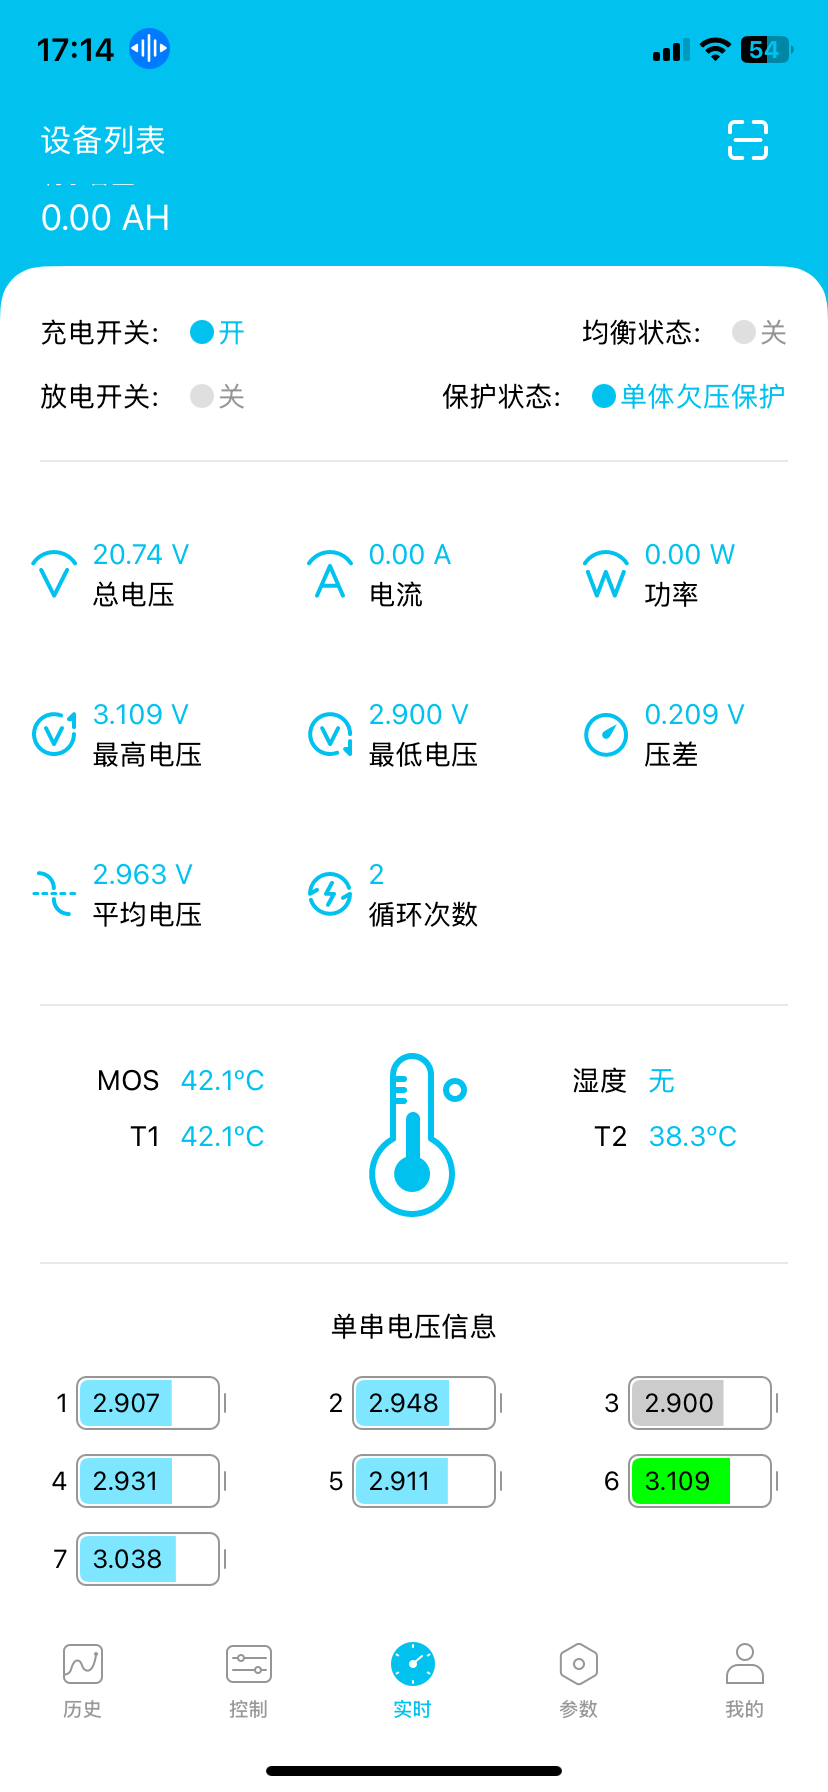 17:14
54
设备列表
0.00 AH
充电开关: 开
均衡状态: 关
放电开关: 关
保护状态: 单体欠压保护
20.74 V
总电压
0.00 A
电流
0.00 W
功率
3.109 V
最高电压
2.900 V
最低电压
0.209 V
压差
2.963 V
平均电压
2
循环次数
MOS 42.1°C
湿度 无
T1 42.1°C
T2 38.3°C
单串电压信息
1 2.907
2 2.948
3 2.900
4 2.931
5 2.911
6 3.109
7 3.038
历史
控制
实时
参数
我的